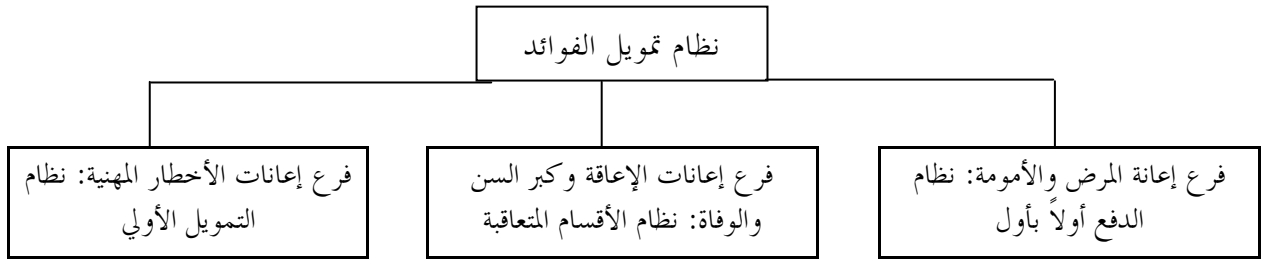 نظام تمويل الفوائد
فرع إعانة المرض والأمومة: نظام
الدفع أولاً بأول
فرع إعانات الإعاقة وكبر السن
والوفاة: نظام الأقسام المتعاقبة
فرع إعانات الأخطار المهنية: نظام
التمويل الأولي